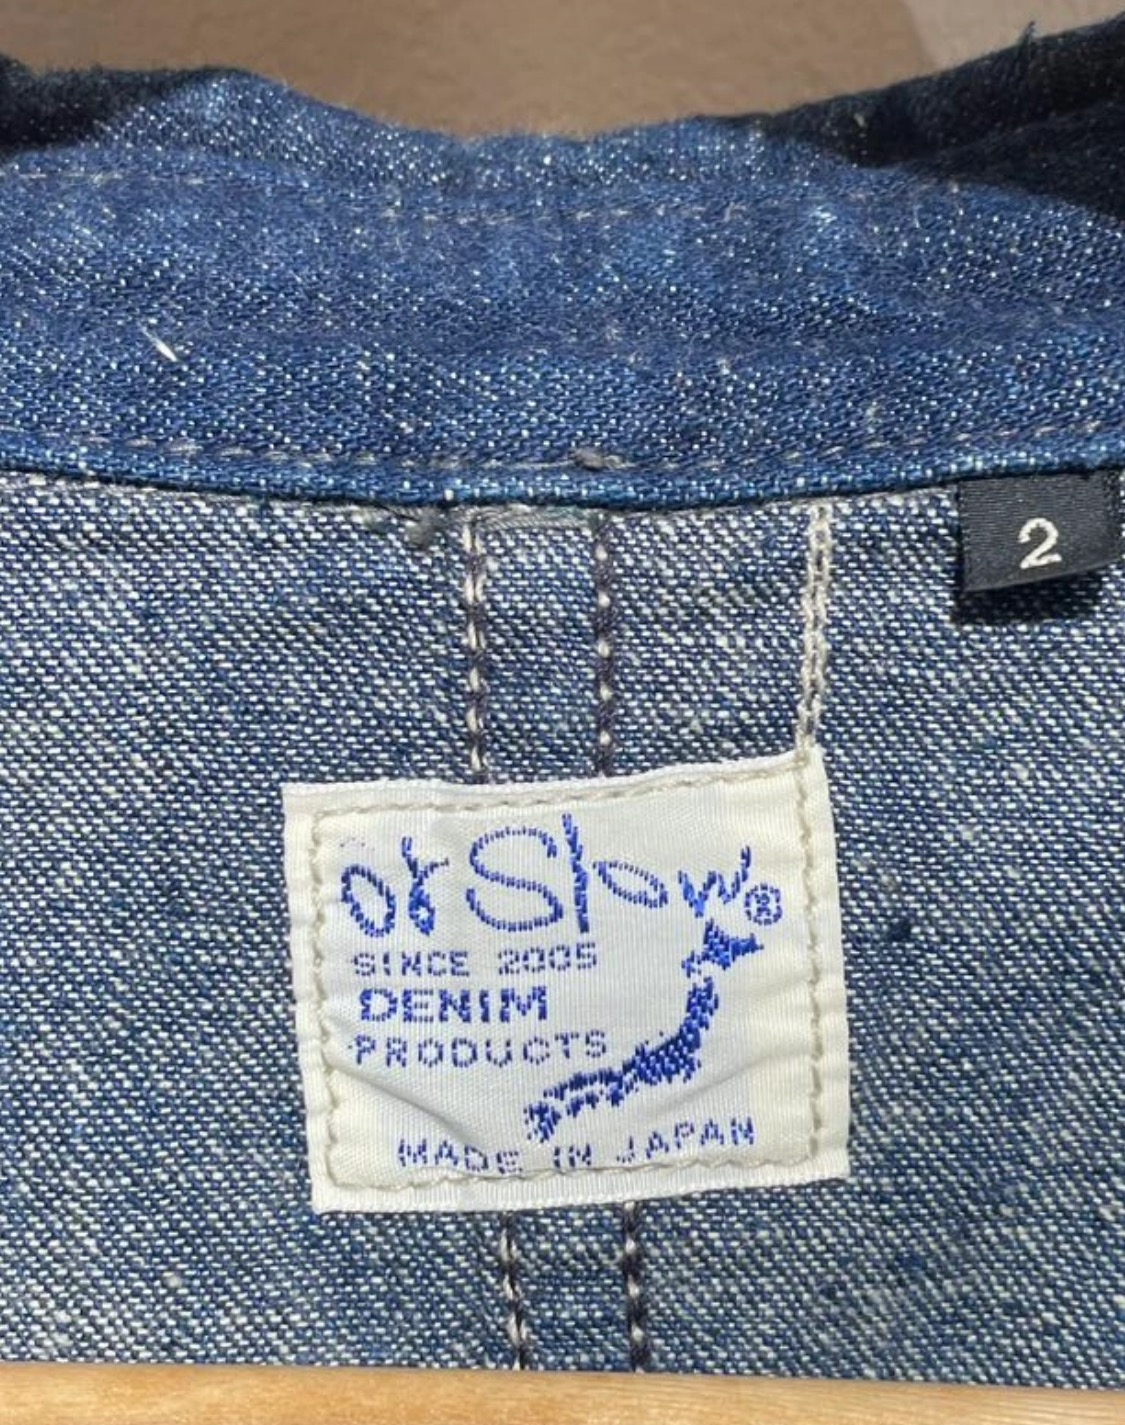 2
orSlow®
SINCE 2005
DENIM
PRODUCTS
MADE IN JAPAN